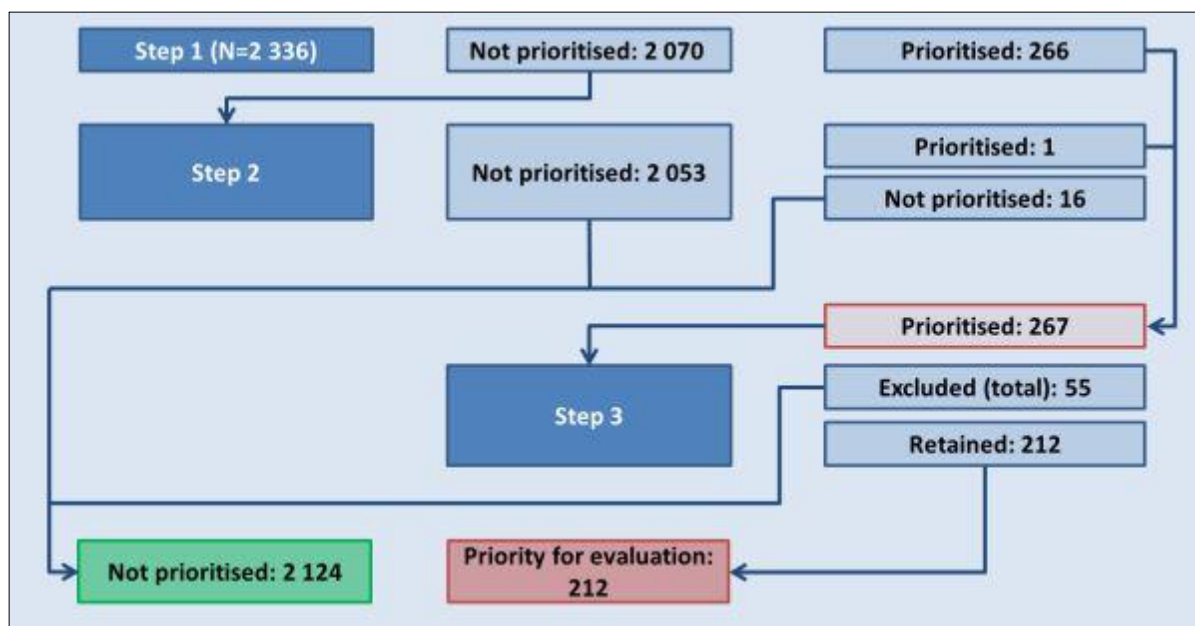 Step 1 (N=2 336)
Not prioritised: 2 070
Prioritised: 266
Step 2
Not prioritised: 2 053
Prioritised: 1
Not prioritised: 16
Prioritised: 267
Step 3
Excluded (total): 55
Retained: 212
Not prioritised: 2 124
Priority for evaluation:
212